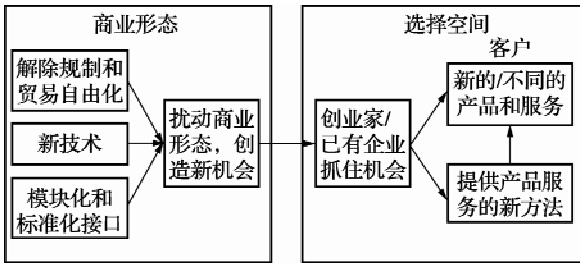 商业形态
解除规制和
贸易自由化
新技术
模块化和
标准化接口
扰动商业
形态，创
造新机会
选择空间
创业家/
已有企业
抓住机会
客户
新的/不同的
产品和服务
提供产品服
务的新方法